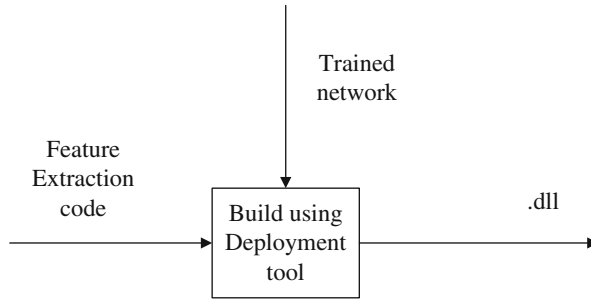 Trained
network
Feature
Extraction
code
Build using
Deployment
tool
.dll